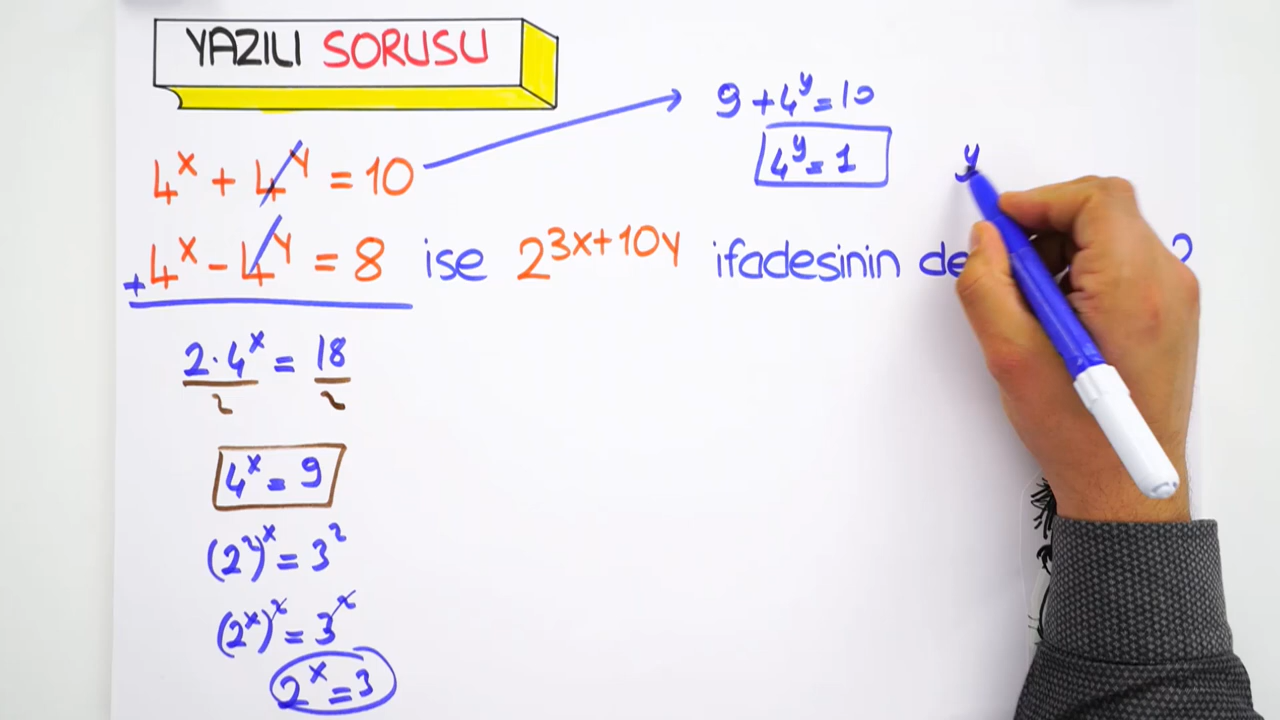 YAZILI SORUSU
4^x + 4^y = 10
9 + 4^y = 10
4^y = 1
y
+ 4^x - 4^y = 8 ise 2^{3x+10y} ifadesinin ?
2 · 4^x = 18
2 2
4^x = 9
(2^2)^x = 3^2
(2^x)^2 = 3^2
2^x = 3